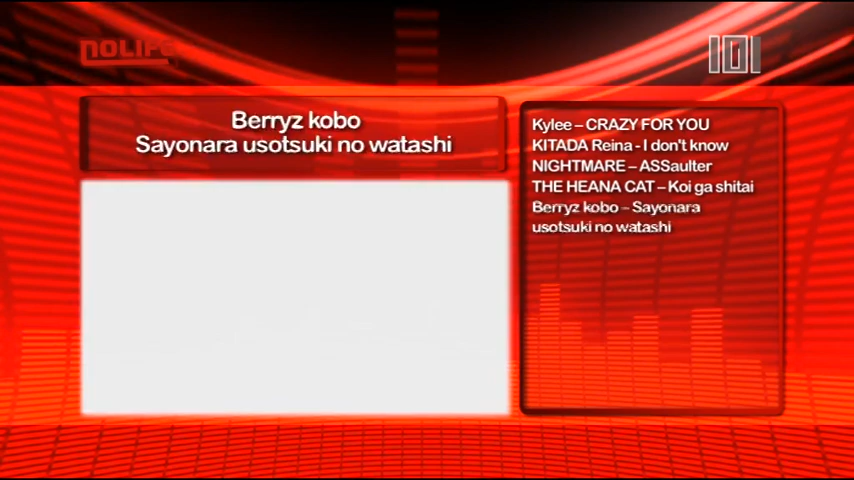 NOLIFE
101
Berryz kobo
Sayonara usotsuki no watashi
Kylee – CRAZY FOR YOU
KITADA Reina - I don't know
NIGHTMARE – ASSaulter
THE HEANA CAT – Koi ga shitai
Berryz kobo – Sayonara
usotsuki no watashi